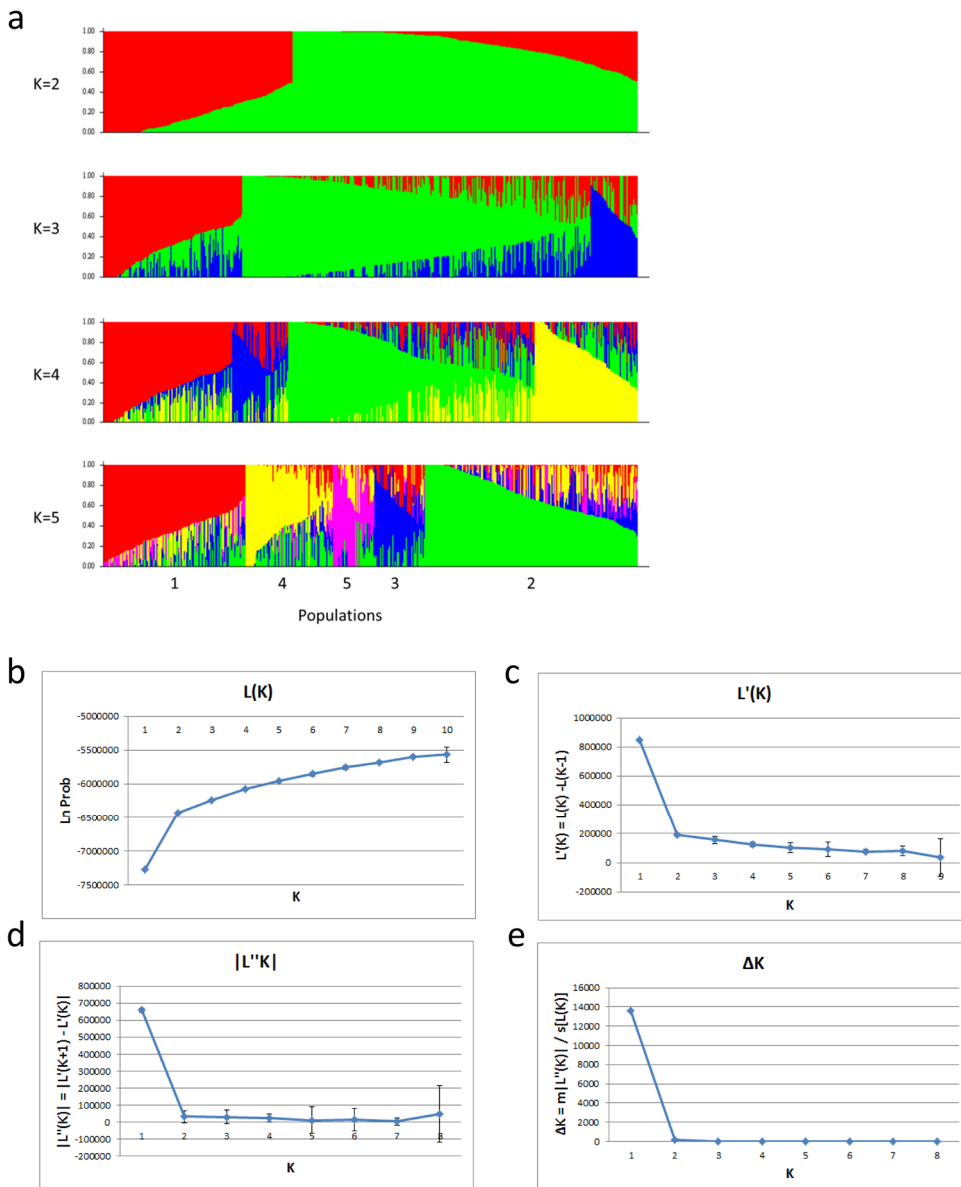 a
K=2
1.00
0.80
0.60
0.40
0.20
0.00
K=3
1.00
0.80
0.60
0.40
0.20
0.00
K=4
1.00
0.80
0.60
0.40
0.20
0.00
K=5
1.00
0.80
0.60
0.40
0.20
0.00
1 4 5 3 2
Populations
b
L(K)
Ln Prob
-5000000
-5500000
-6000000
-6500000
-7000000
-7500000
1 2 3 4 5 6 7 8 9 10
K
c
L'(K)
L'(K) = L(K) -L(K-1)
1000000
800000
600000
400000
200000
0
-200000
1 2 3 4 5 6 7 8 9
K
d
|L''K|
|L''(K)| = |L'(K+1) - L'(K)|
800000
700000
600000
500000
400000
300000
200000
100000
0
-100000
-200000
1 2 3 4 5 6 7 8
K
e
ΔK
ΔK = m|L''(K)| / s[L(K)]
16000
14000
12000
10000
8000
6000
4000
2000
0
1 2 3 4 5 6 7 8
K